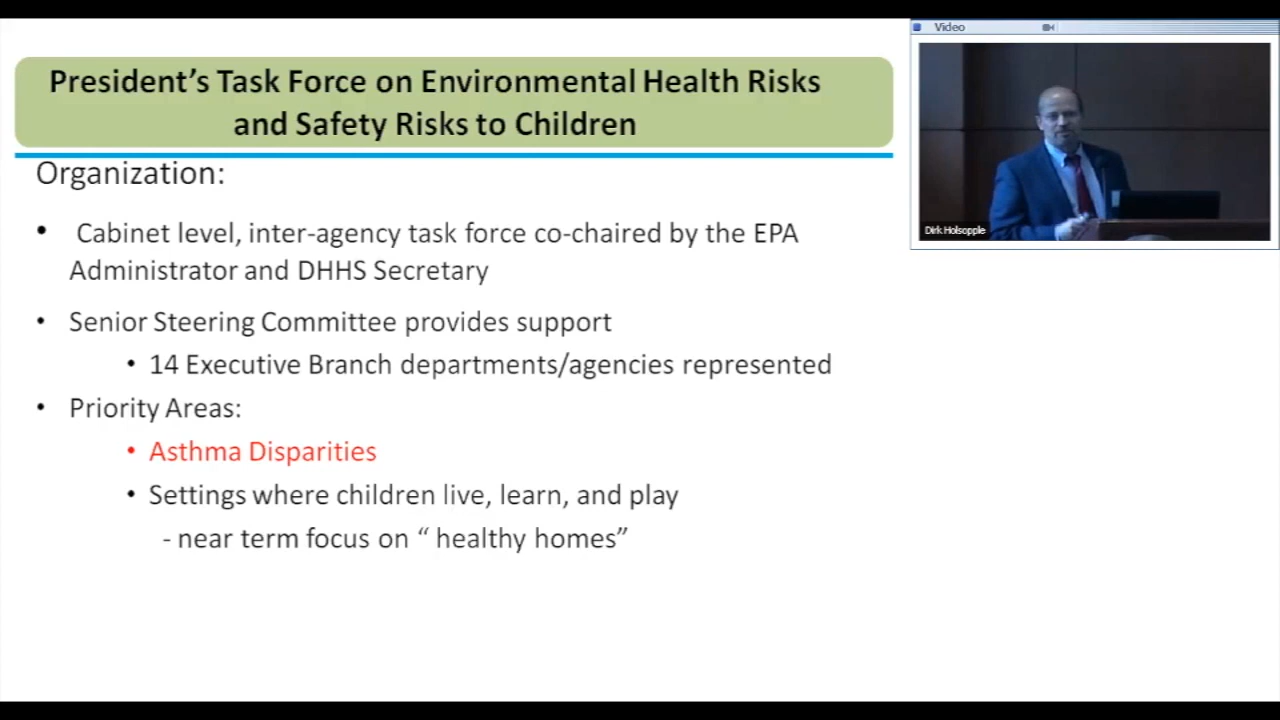 President's Task Force on Environmental Health Risks
and Safety Risks to Children
Organization:
• Cabinet level, inter-agency task force co-chaired by the EPA
Administrator and DHHS Secretary
• Senior Steering Committee provides support
• 14 Executive Branch departments/agencies represented
• Priority Areas:
• Asthma Disparities
• Settings where children live, learn, and play
- near term focus on “ healthy homes”
Video
Dirk Holsopple